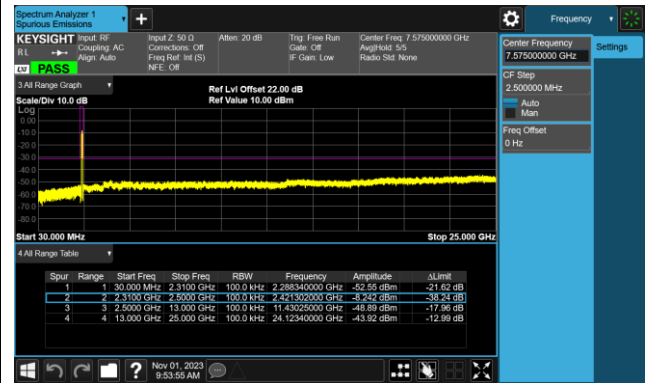 Spectrum Analyzer 1
Spurious Emissions
Frequency
KEYSIGHT Input: RF
RL
Coupling: AC
Align: Auto
Input Z: 50 Ω
Corrections: Off
Freq Ref: Int (S)
NFE: Off
Atten: 20 dB
Trig: Free Run
Gate: Off
IF Gain: Low
Center Freq: 7.575000000 GHz
Avg|Hold: 5/5
Radio Std: None
LXI PASS
Center Frequency
7.575000000 GHz
Settings
CF Step
2.500000 MHz
Auto
Man
Freq Offset
0 Hz
3 All Range Graph
Scale/Div 10.0 dB
Ref Lvl Offset 22.00 dB
Ref Value 10.00 dBm
Log
0.00
-10.0
-20.0
-30.0
-40.0
-50.0
-60.0
-70.0
-80.0
Start 30.000 MHz Stop 25.000 GHz
4 All Range Table
Spur Range Start Freq Stop Freq RBW Frequency Amplitude ΔLimit
1 1 30.000 MHz 2.3100 GHz 100.0 kHz 2.288340000 GHz -52.55 dBm -21.62 dB
2 2 2.3100 GHz 2.5000 GHz 100.0 kHz 2.421302000 GHz -8.242 dBm -38.24 dB
3 3 2.5000 GHz 13.000 GHz 100.0 kHz 11.43025000 GHz -48.89 dBm -17.96 dB
4 4 13.000 GHz 25.000 GHz 100.0 kHz 24.12340000 GHz -43.92 dBm -12.99 dB
Nov 01, 2023
9:53:55 AM